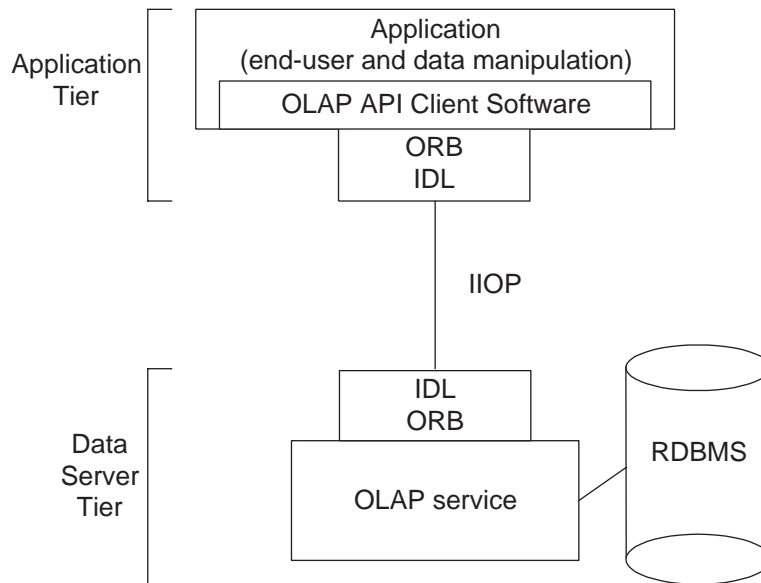 Application
Tier
Application
(end-user and data manipulation)
OLAP API Client Software
ORB
IDL
IIOP
Data
Server
Tier
IDL
ORB
OLAP service
RDBMS